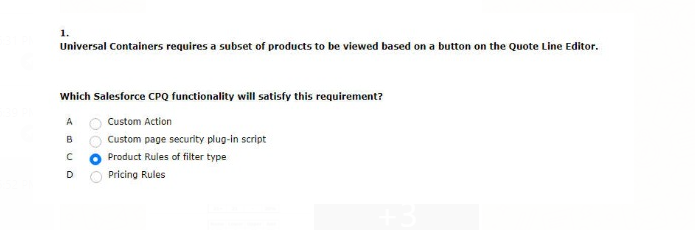 1.
Universal Containers requires a subset of products to be viewed based on a button on the Quote Line Editor.
Which Salesforce CPQ functionality will satisfy this requirement?
A Custom Action
B Custom page security plug-in script
C Product Rules of filter type
D Pricing Rules
+3